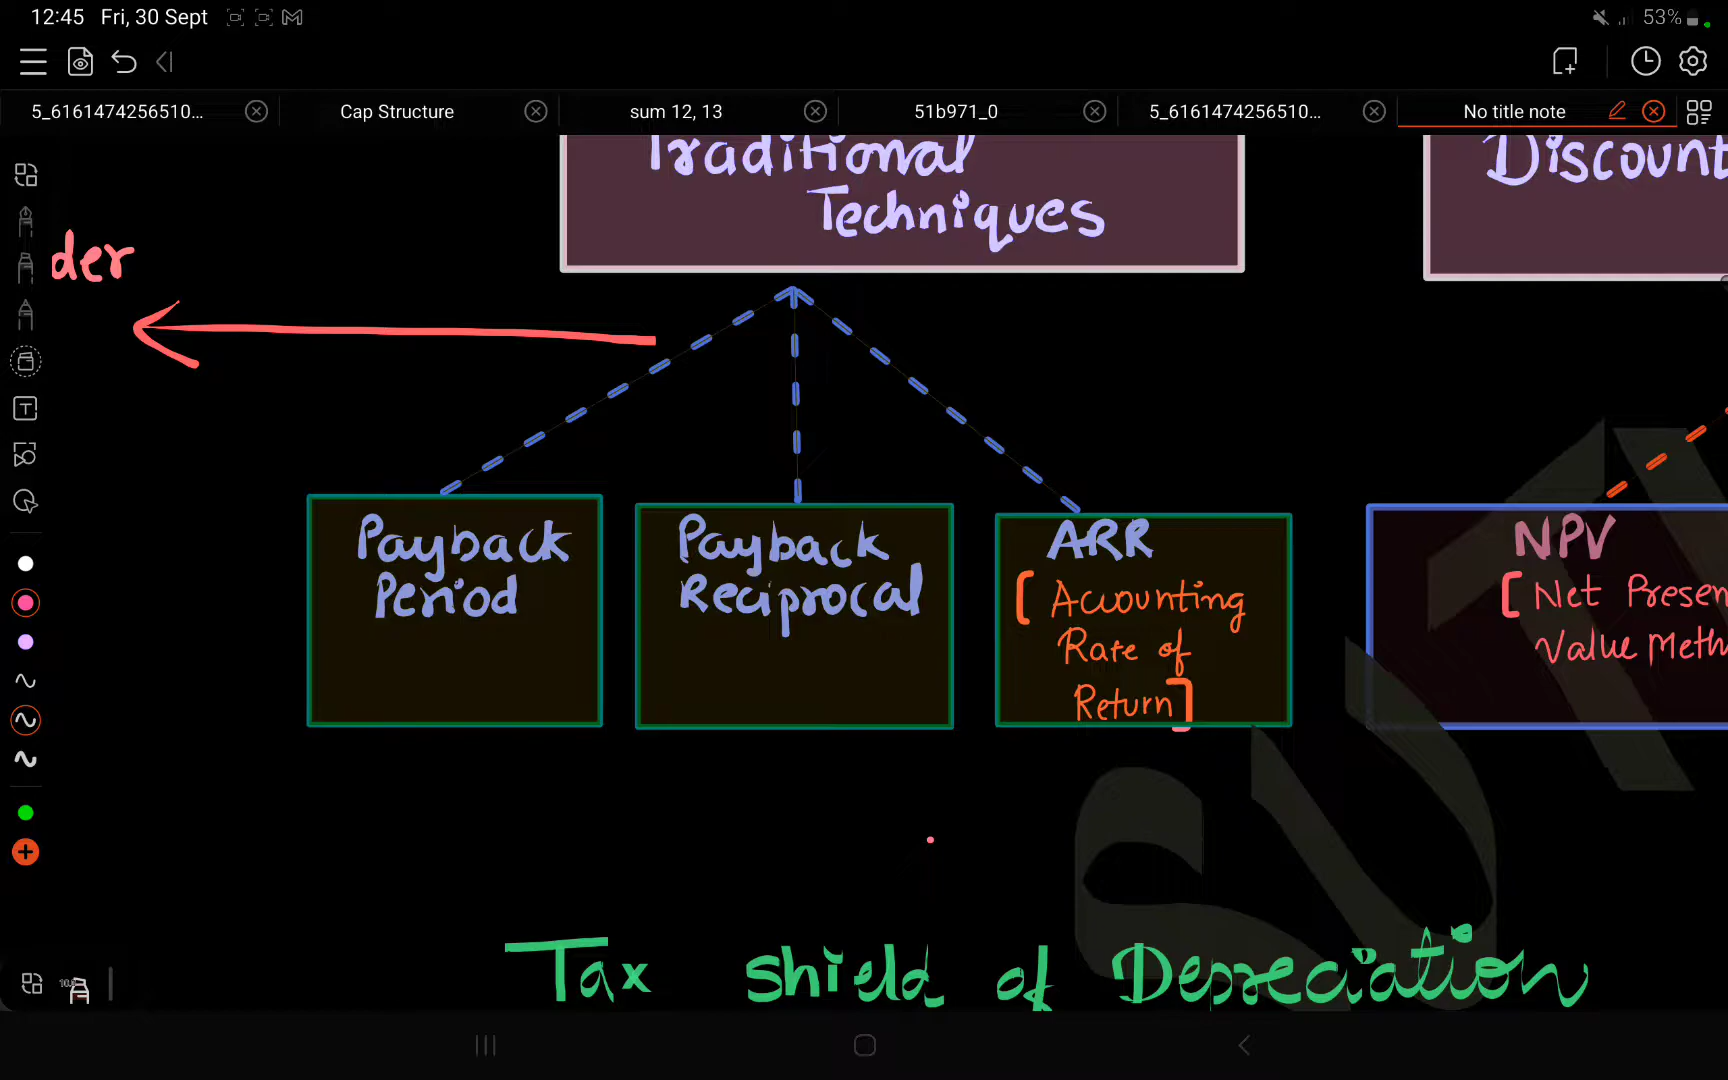 12:45 Fri, 30 Sept
53%
5_6161474256510...
Cap Structure
sum 12, 13
51b971_0
5_6161474256510...
No title note
Traditional
Techniques
Discount
der
Payback
Period
Payback
Reciprocal
ARR
[Accounting
Rate of
Return]
NPV
[Net Presen
Value Meth
Tax shield of Depreciation